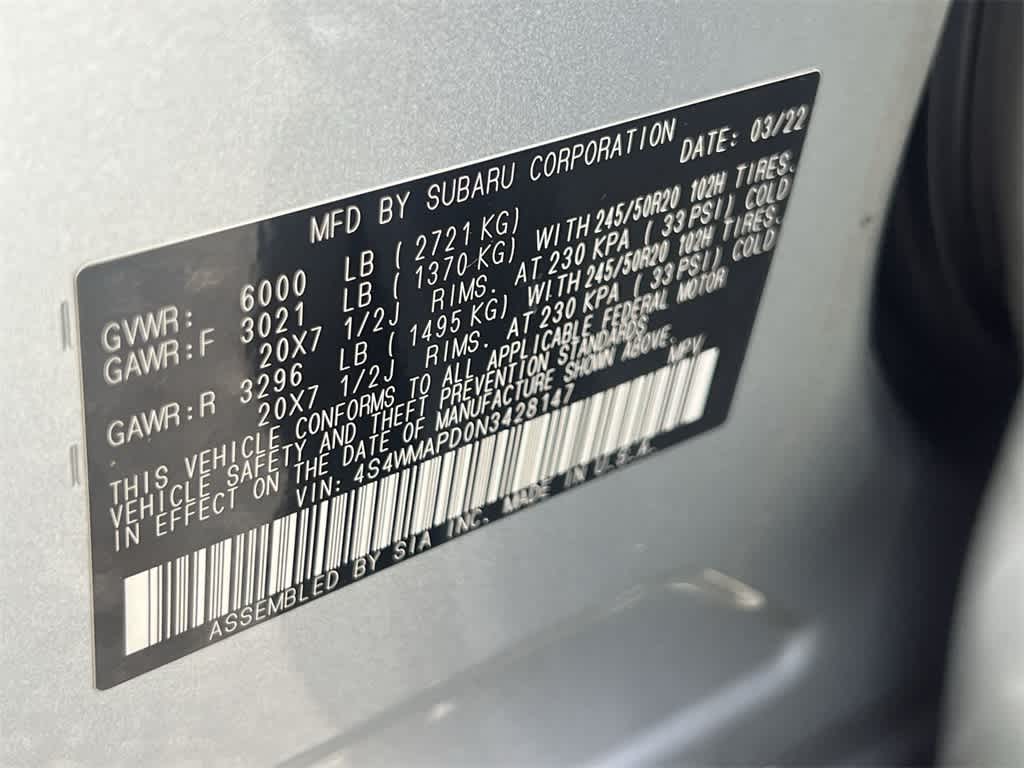 MFD BY SUBARU CORPORATION DATE: 03/22
GVWR: 6000 LB ( 2721 KG)
GAWR:F 3021 LB ( 1370 KG) WITH 245/50R20 102H TIRES.
20X7 1/2J RIMS. AT 230 KPA ( 33 PSI) COLD
GAWR:R 3296 LB ( 1495 KG) WITH 245/50R20 102H TIRES.
20X7 1/2J RIMS. AT 230 KPA ( 33 PSI) COLD
THIS VEHICLE CONFORMS TO ALL APPLICABLE FEDERAL MOTOR
VEHICLE SAFETY AND THEFT PREVENTION STANDARDS
IN EFFECT ON THE DATE OF MANUFACTURE SHOWN ABOVE.
VIN: 4S4WMAPD0N3428147 MPV
ASSEMBLED BY SIA INC. MADE IN U.S.A.